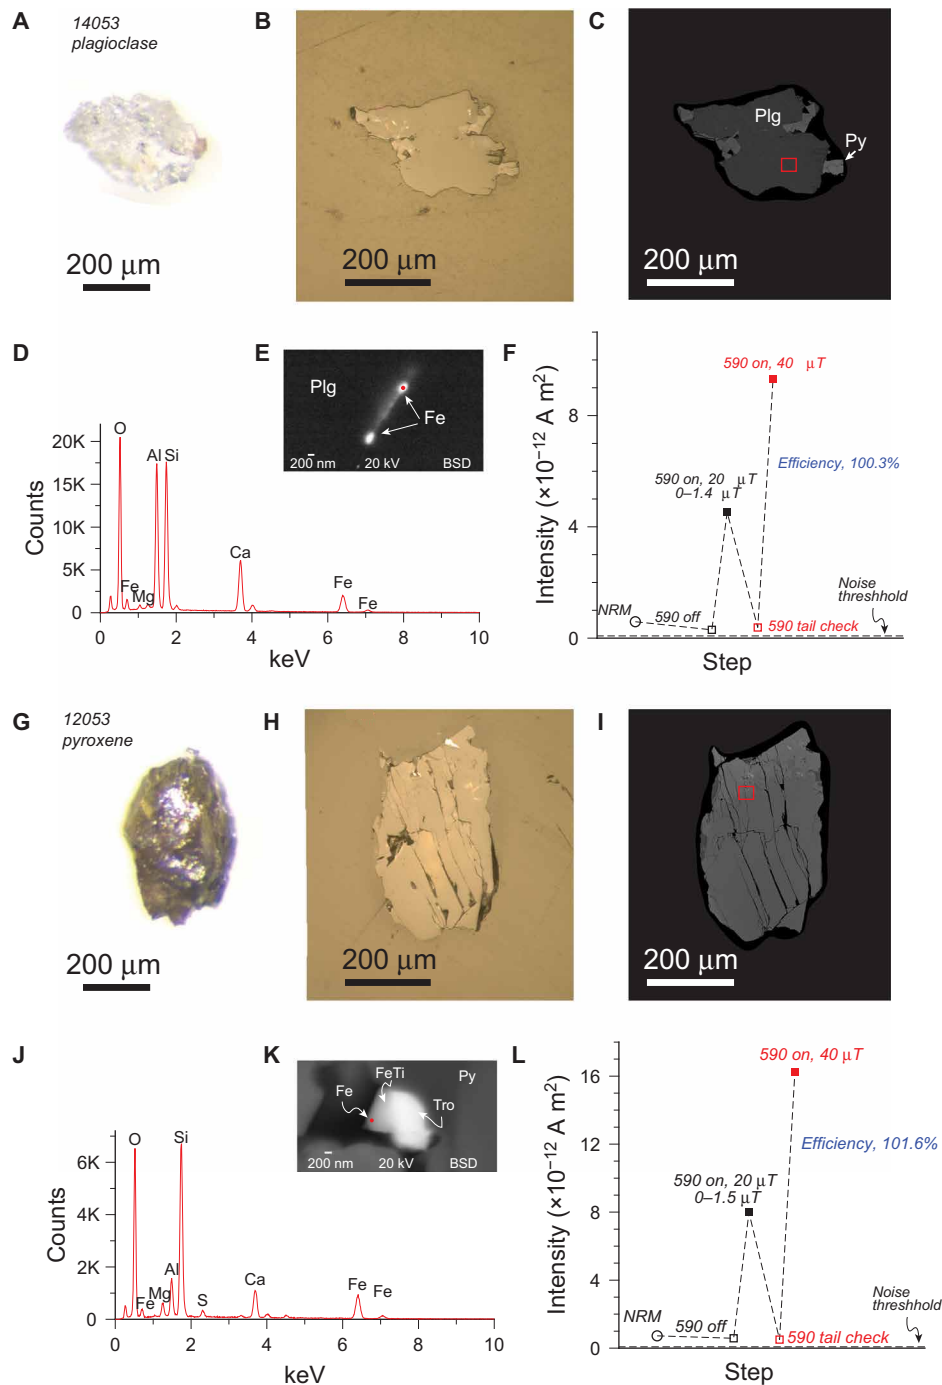 A
14053
plagioclase
200 μm
B
200 μm
C
Plg
Py
200 μm
D
Counts
20K
15K
10K
5K
0
O
Al Si
Fe
Mg
Ca
Fe
Fe
0 2 4 6 8 10
keV
E
Plg
Fe
200 nm 20 kV BSD
F
Intensity (×10⁻¹² A m²)
8
4
0
590 on, 40 μT
Efficiency, 100.3%
590 on, 20 μT
0–1.4 μT
Noise
threshhold
NRM
590 off
590 tail check
Step
G
12053
pyroxene
200 μm
H
200 μm
I
200 μm
J
Counts
6K
4K
2K
0
O
Si
Fe
Mg
Al
S
Ca
Fe
Fe
0 2 4 6 8 10
keV
K
FeTi
Fe
Py
Tro
200 nm 20 kV BSD
L
Intensity (×10⁻¹² A m²)
16
12
8
4
0
590 on, 40 μT
Efficiency, 101.6%
590 on, 20 μT
0–1.5 μT
Noise
threshhold
NRM
590 off
590 tail check
Step